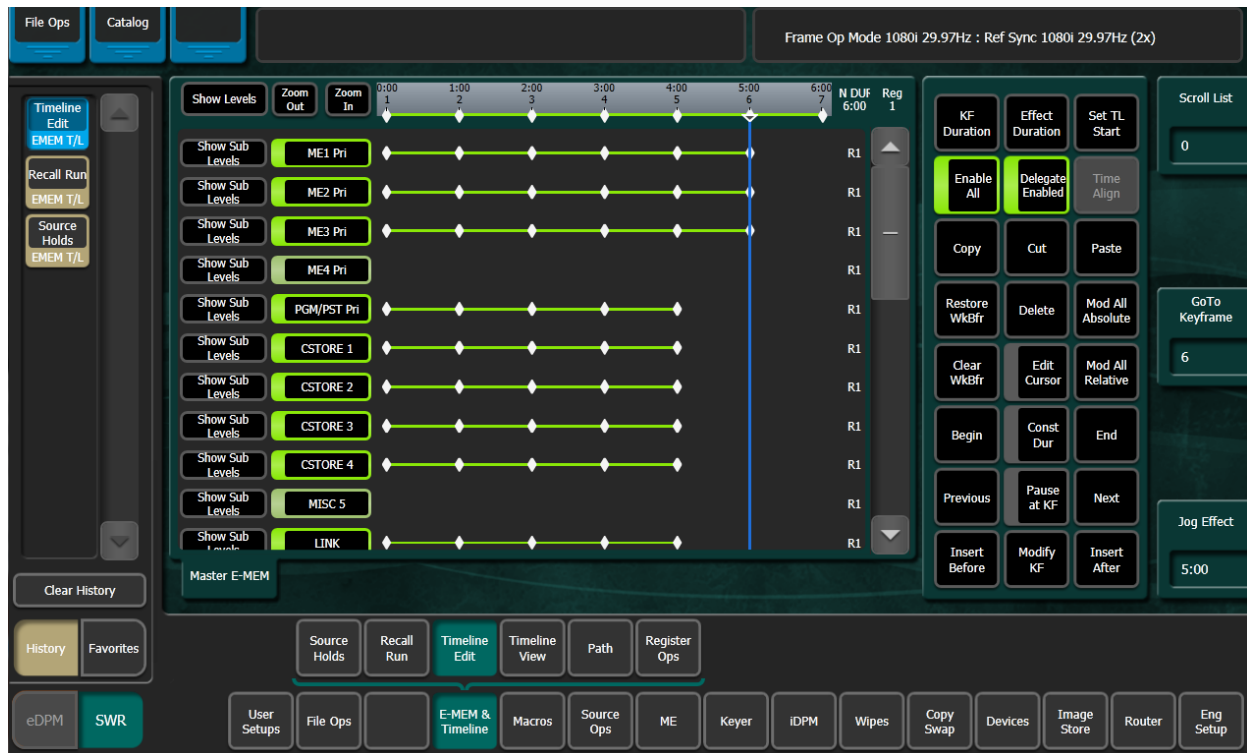 File Ops
Catalog
Frame Op Mode 1080i 29.97Hz : Ref Sync 1080i 29.97Hz (2x)
Timeline
Edit
EMEM T/L
Recall Run
EMEM T/L
Source
Holds
EMEM T/L
Clear History
History
Favorites
eDPM
SWR
Show Levels
Zoom
Out
Zoom
In
0:00 1:00 2:00 3:00 4:00 5:00 6:00
1 2 3 4 5 6 7
N DUR
6:00
Reg
1
Show Sub
Levels
ME1 Pri
R1
Show Sub
Levels
ME2 Pri
R1
Show Sub
Levels
ME3 Pri
R1
Show Sub
Levels
ME4 Pri
R1
Show Sub
Levels
PGM/PST Pri
R1
Show Sub
Levels
CSTORE 1
R1
Show Sub
Levels
CSTORE 2
R1
Show Sub
Levels
CSTORE 3
R1
Show Sub
Levels
CSTORE 4
R1
Show Sub
Levels
MISC 5
R1
Show Sub
Levels
LINK
R1
Master E-MEM
KF
Duration
Effect
Duration
Set TL
Start
Enable
All
Delegate
Enabled
Time
Align
Copy
Cut
Paste
Restore
WkBfr
Delete
Mod All
Absolute
Clear
WkBfr
Edit
Cursor
Mod All
Relative
Begin
Const
Dur
End
Previous
Pause
at KF
Next
Insert
Before
Modify
KF
Insert
After
Scroll List
0
GoTo
Keyframe
6
Jog Effect
5:00
Source
Holds
Recall
Run
Timeline
Edit
Timeline
View
Path
Register
Ops
User
Setups
File Ops
E-MEM &
Timeline
Macros
Source
Ops
ME
Keyer
iDPM
Wipes
Copy
Swap
Devices
Image
Store
Router
Eng
Setup